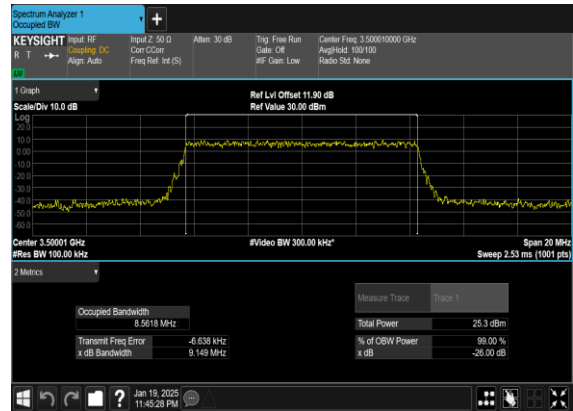 Spectrum Analyzer 1
Occupied BW
KEYSIGHT
R T
LU
Input: RF
Coupling: DC
Align: Auto
Input Z: 50 Ω
Corr CCorr
Freq Ref: Int (S)
Atten: 30 dB
Trig: Free Run
Gate: Off
#IF Gain: Low
Center Freq: 3.500010000 GHz
Avg|Hold: 100/100
Radio Std: None
1 Graph
Scale/Div 10.0 dB
Ref Lvl Offset 11.90 dB
Ref Value 30.00 dBm
Log
20.0
10.0
0.00
-10.0
-20.0
-30.0
-40.0
-50.0
-60.0
Center 3.50001 GHz
#Video BW 300.00 kHz*
Span 20 MHz
#Res BW 100.00 kHz
Sweep 2.53 ms (1001 pts)
2 Metrics
Measure Trace Trace 1
Occupied Bandwidth
8.5618 MHz
Total Power 25.3 dBm
Transmit Freq Error -6.638 kHz
% of OBW Power 99.00 %
x dB Bandwidth 9.149 MHz
x dB -26.00 dB
?
Jan 19, 2025
11:45:28 PM